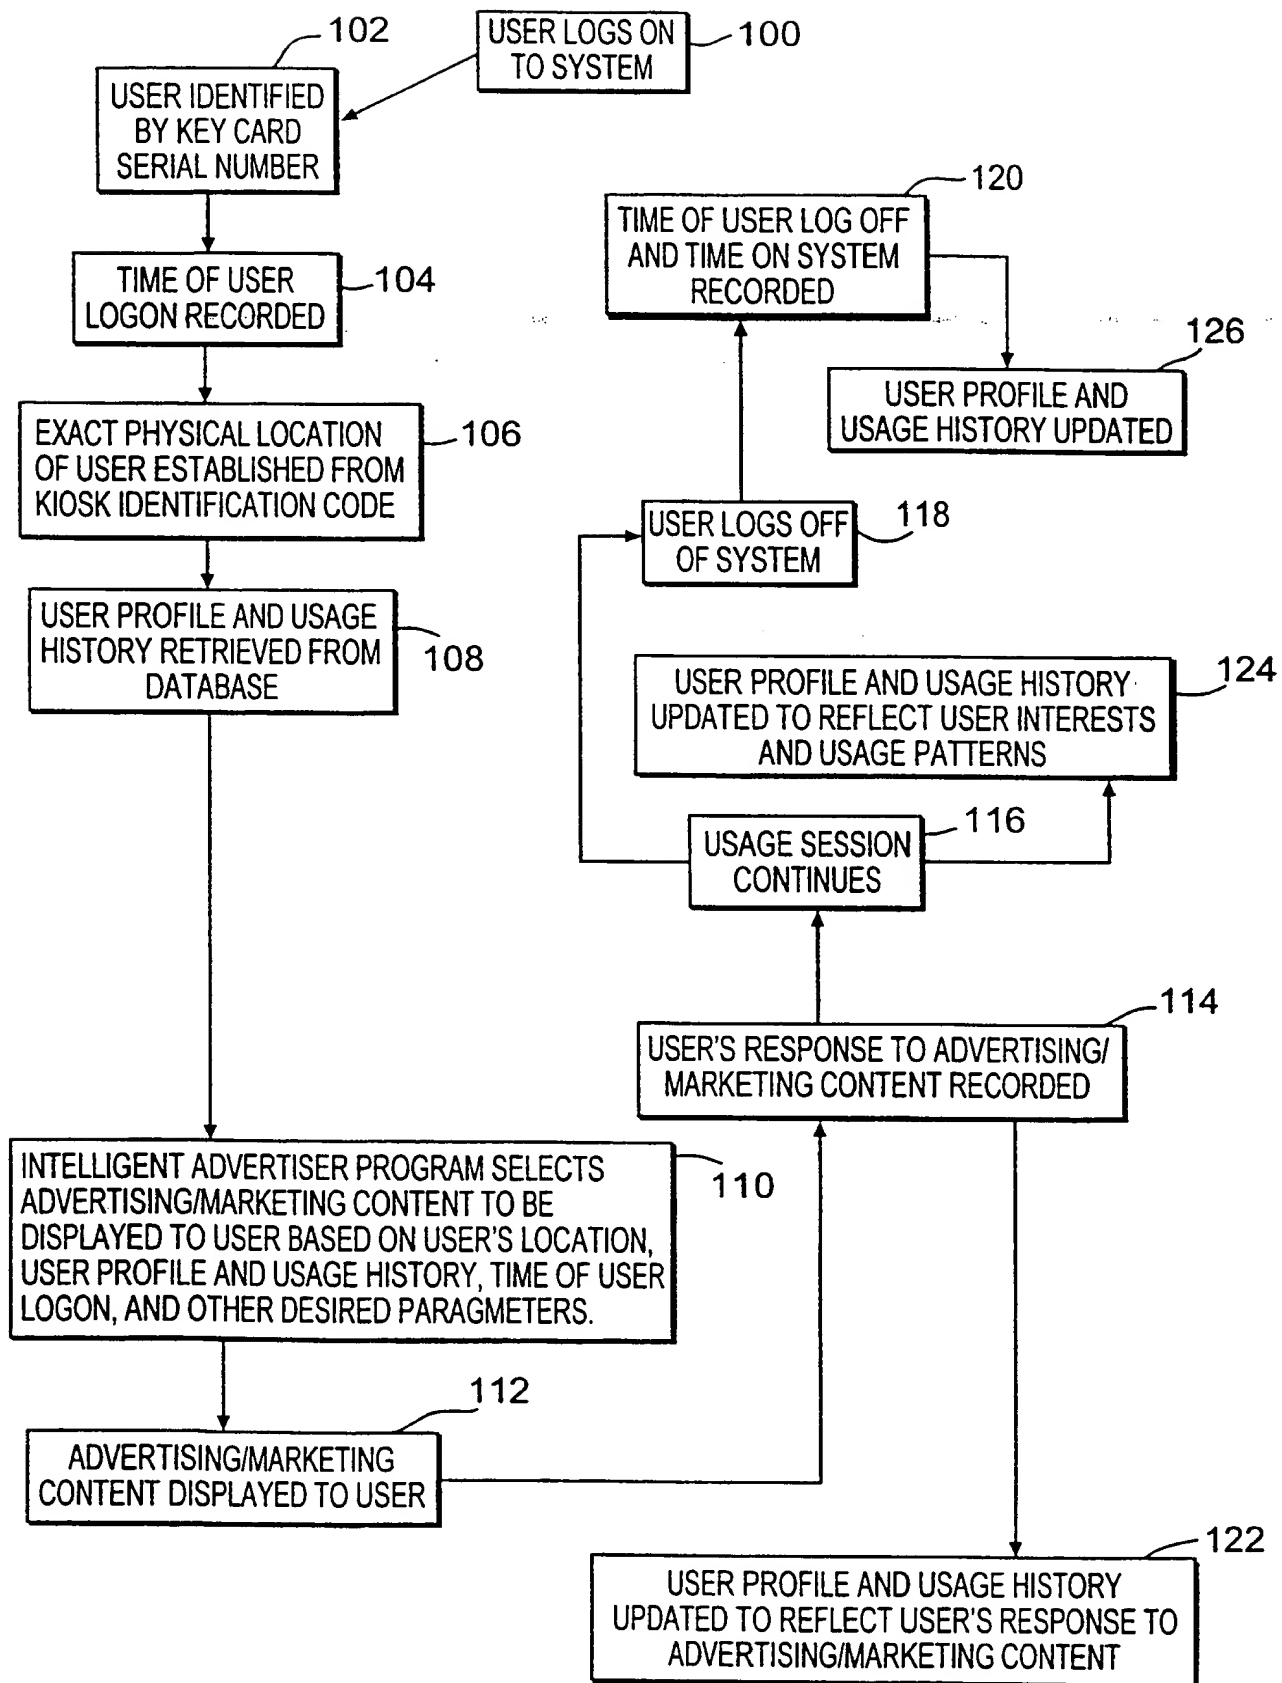 100
USER LOGS ON
TO SYSTEM
102
USER IDENTIFIED
BY KEY CARD
SERIAL NUMBER
104
TIME OF USER
LOGON RECORDED
106
EXACT PHYSICAL LOCATION
OF USER ESTABLISHED FROM
KIOSK IDENTIFICATION CODE
108
USER PROFILE AND USAGE
HISTORY RETRIEVED FROM
DATABASE
110
INTELLIGENT ADVERTISER PROGRAM SELECTS
ADVERTISING/MARKETING CONTENT TO BE
DISPLAYED TO USER BASED ON USER'S LOCATION,
USER PROFILE AND USAGE HISTORY, TIME OF USER
LOGON, AND OTHER DESIRED PARAGMETERS.
112
ADVERTISING/MARKETING
CONTENT DISPLAYED TO USER
114
USER'S RESPONSE TO ADVERTISING/
MARKETING CONTENT RECORDED
116
USAGE SESSION
CONTINUES
118
USER LOGS OFF
OF SYSTEM
120
TIME OF USER LOG OFF
AND TIME ON SYSTEM
RECORDED
122
USER PROFILE AND USAGE HISTORY
UPDATED TO REFLECT USER'S RESPONSE TO
ADVERTISING/MARKETING CONTENT
124
USER PROFILE AND USAGE HISTORY
UPDATED TO REFLECT USER INTERESTS
AND USAGE PATTERNS
126
USER PROFILE AND
USAGE HISTORY UPDATED